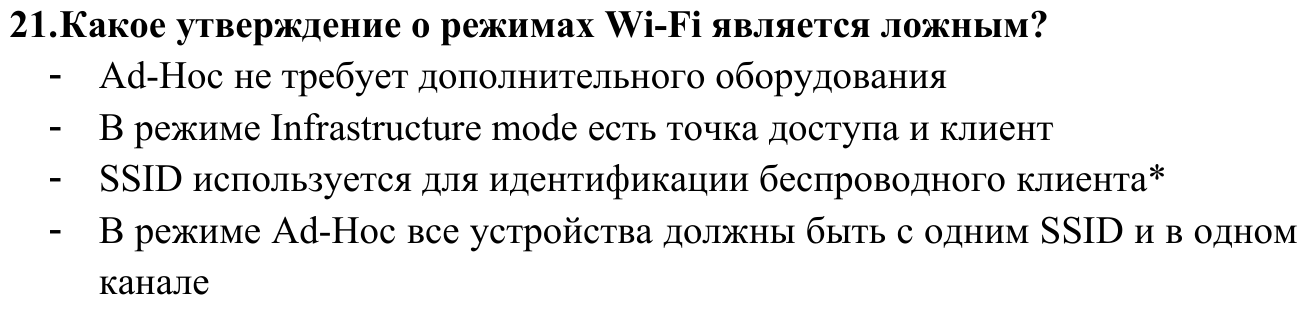 21.Какое утверждение о режимах Wi-Fi является ложным?
- Ad-Hoc не требует дополнительного оборудования
- В режиме Infrastructure mode есть точка доступа и клиент
- SSID используется для идентификации беспроводного клиента*
- В режиме Ad-Hoc все устройства должны быть с одним SSID и в одном
канале